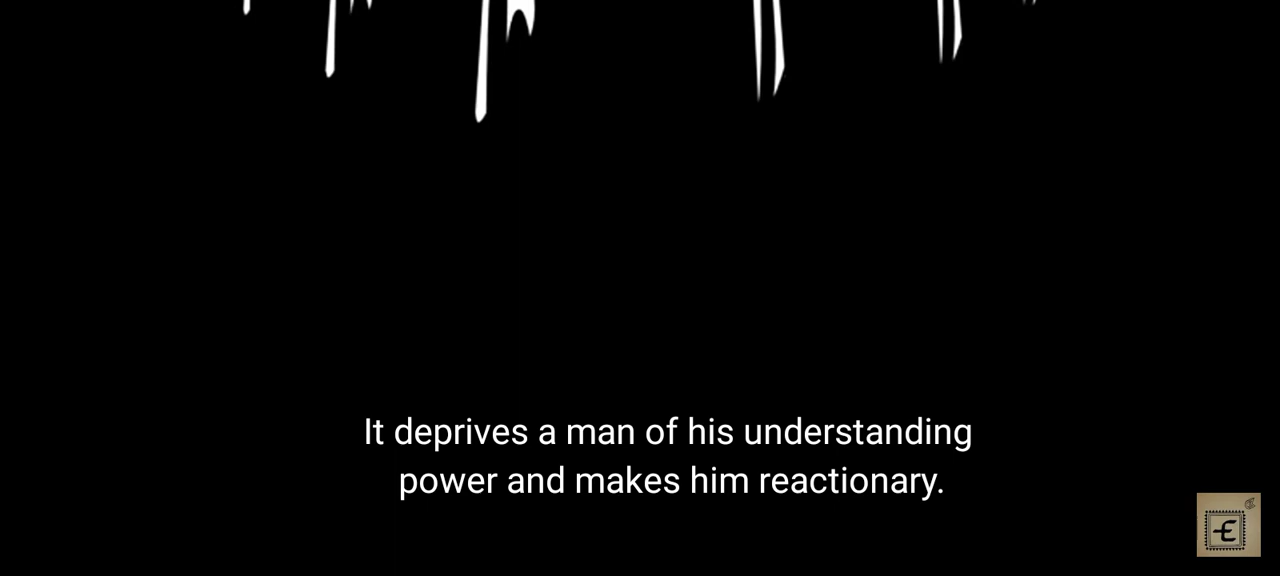 It deprives a man of his understanding
power and makes him reactionary.